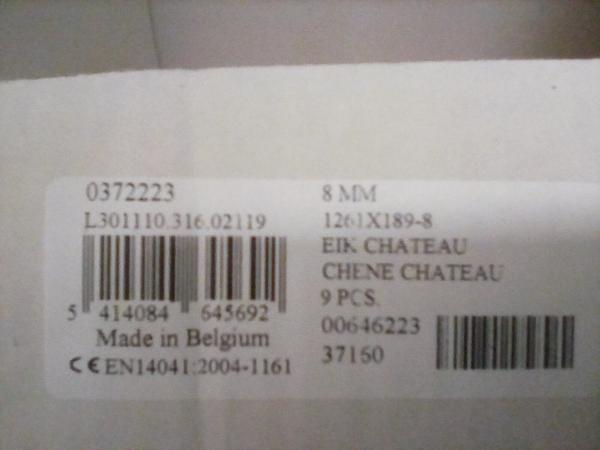 0372223
L301110.316.02119
5 414084 645692
Made in Belgium
CE EN14041:2004-1161
8 MM
1261X189-8
EIK CHATEAU
CHENE CHATEAU
9 PCS.
00646223
37160